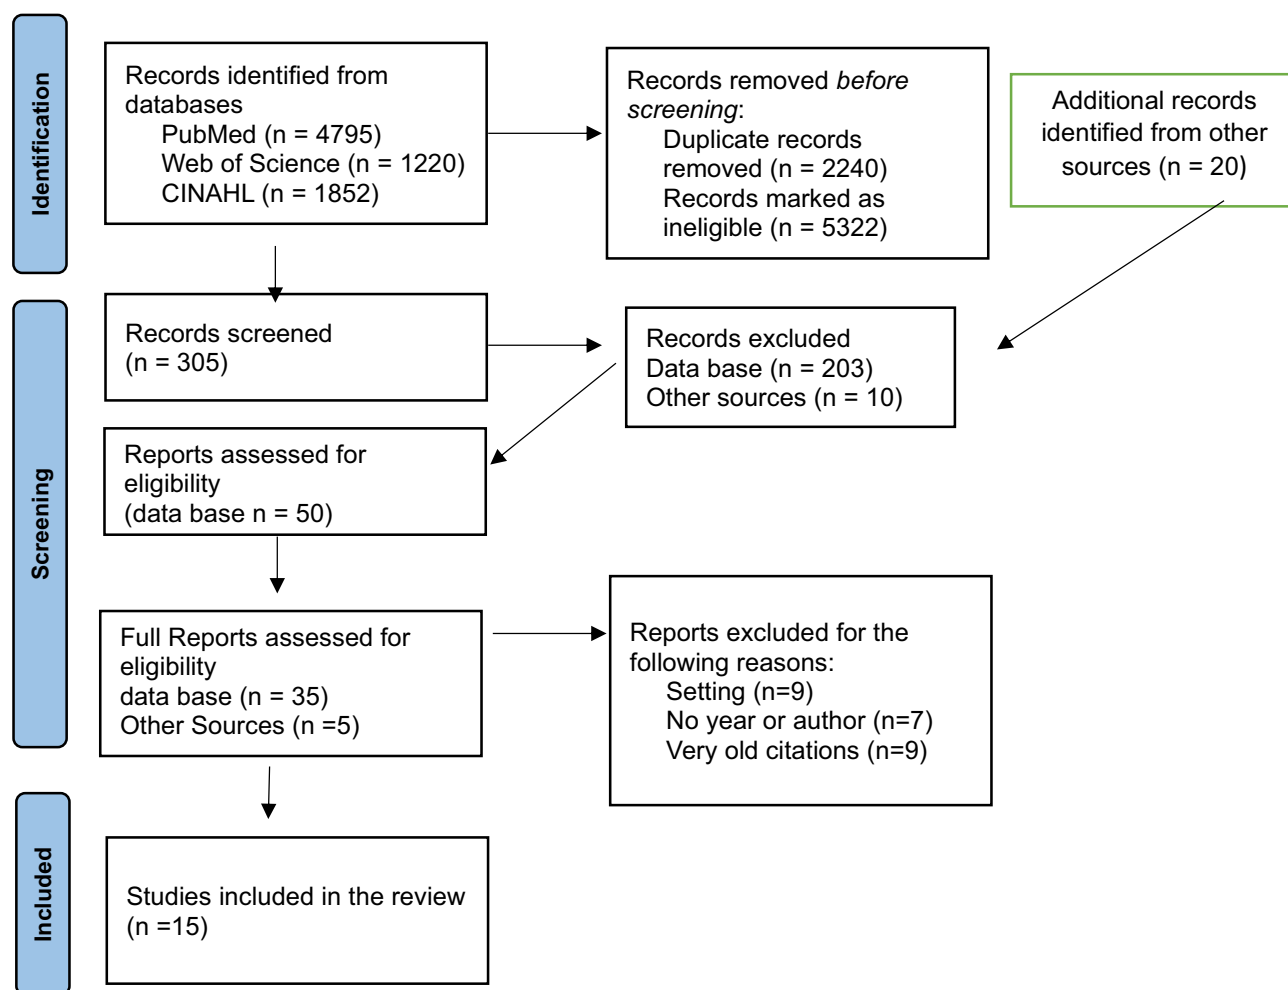 Identification
Records identified from
databases
PubMed (n = 4795)
Web of Science (n = 1220)
CINAHL (n = 1852)
Records removed before
screening:
Duplicate records
removed (n = 2240)
Records marked as
ineligible (n = 5322)
Additional records
identified from other
sources (n = 20)
Screening
Records screened
(n = 305)
Records excluded
Data base (n = 203)
Other sources (n = 10)
Reports assessed for
eligibility
(data base n = 50)
Full Reports assessed for
eligibility
data base (n = 35)
Other Sources (n =5)
Reports excluded for the
following reasons:
Setting (n=9)
No year or author (n=7)
Very old citations (n=9)
Included
Studies included in the review
(n =15)